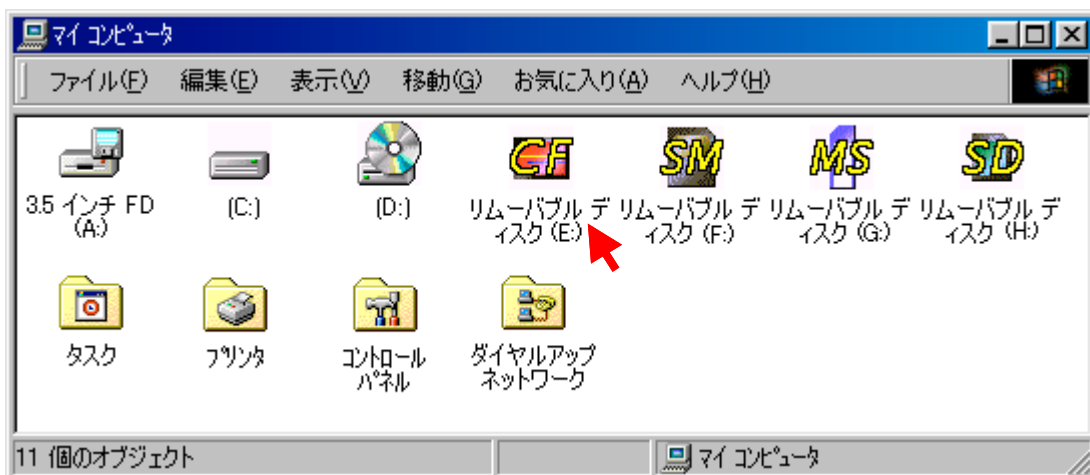 マイ コンピュータ
ファイル(F) 編集(E) 表示(V) 移動(G) お気に入り(A) ヘルプ(H)
CF SM MS SD
3.5 インチ FD (C:) (D:) リムーバブル デ リムーバブル デ リムーバブル デ リムーバブル デ
(A:) ィスク (E:) ィスク (F:) ィスク (G:) ィスク (H:)
タスク プリンタ コントロール ダイヤルアップ
パネル ネットワーク
11 個のオブジェクト マイ コンピュータ